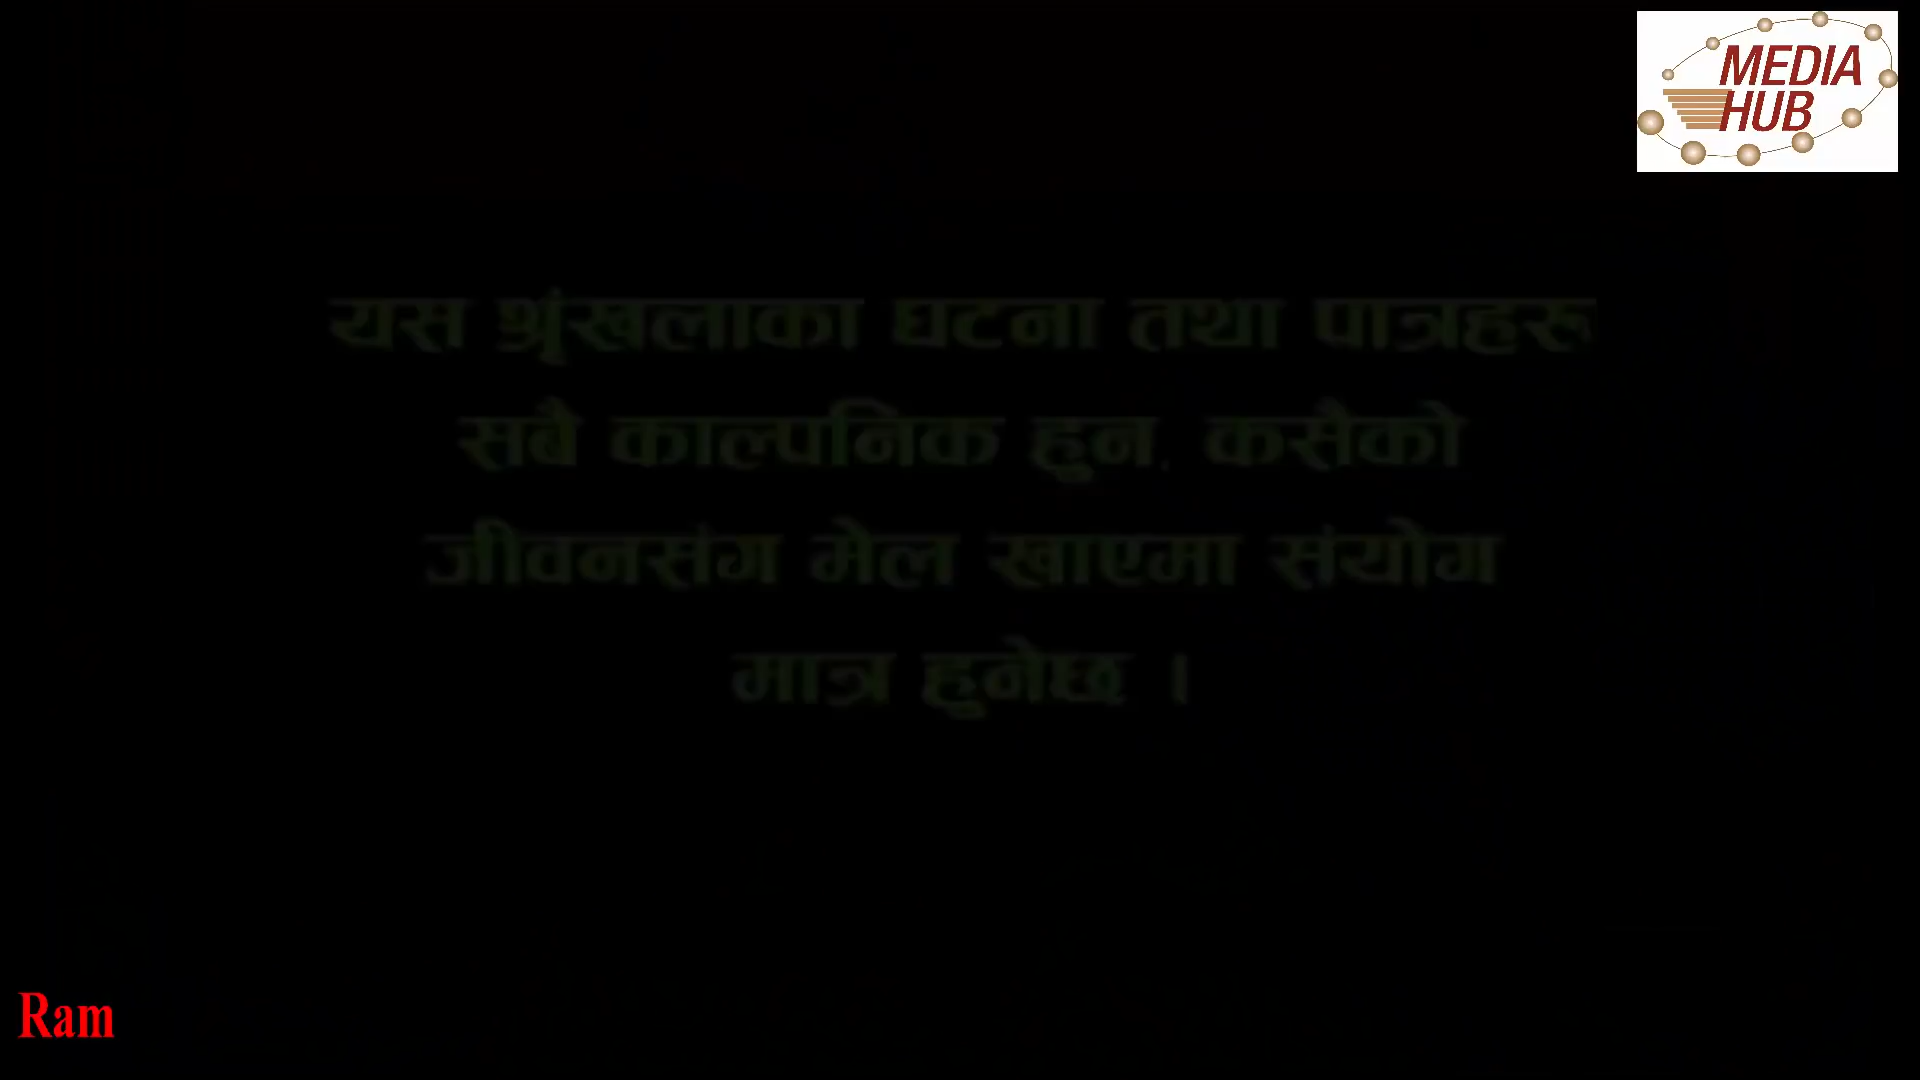 MEDIA
HUB
यस श्रृंखलाका घटना तथा पात्रहरु
सबै काल्पनिक हुन, कसैको
जीवनसंग मेल खाएमा संयोग
मात्र हुनेछ ।
Ram